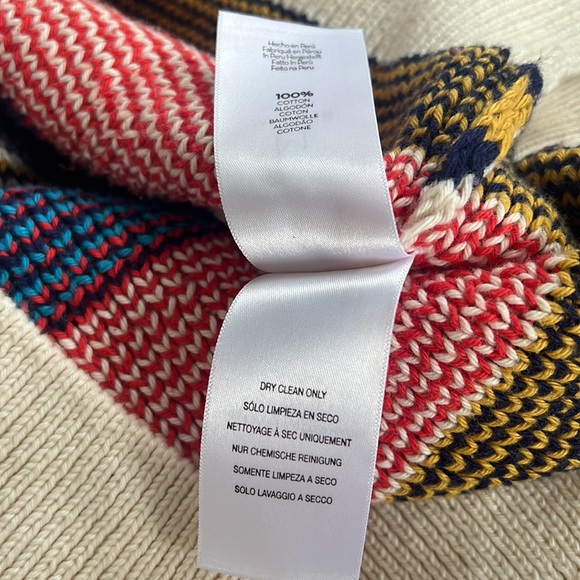 Hecho en Perú
Fabriqué en Pérou
In Peru Hergestellt
Fatto In Perù
Feito na Peru
100%
COTTON
ALGODÓN
COTON
BAUMWOLLE
ALGODÃO
COTONE
DRY CLEAN ONLY
SÓLO LIMPIEZA EN SECO
NETTOYAGE À SEC UNIQUEMENT
NUR CHEMISCHE REINIGUNG
SOMENTE LIMPEZA A SECO
SOLO LAVAGGIO A SECCO